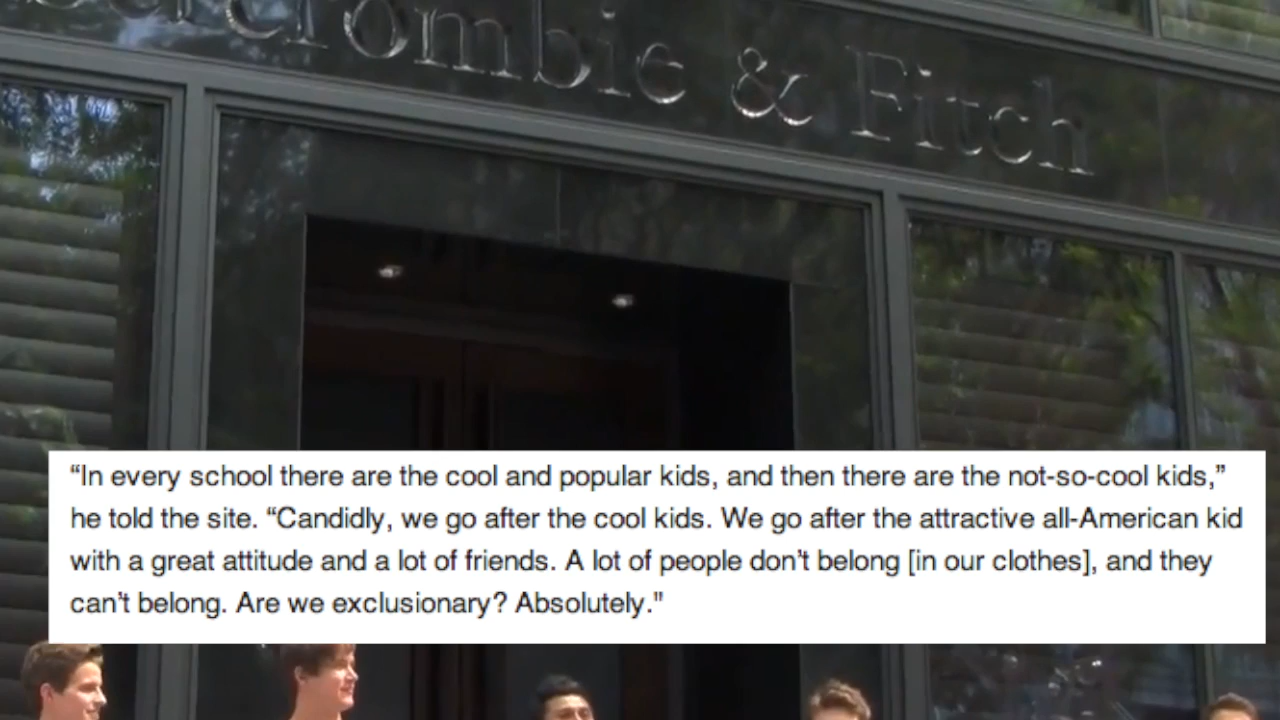 ercrombie & Fitch
“In every school there are the cool and popular kids, and then there are the not-so-cool kids,”
he told the site. “Candidly, we go after the cool kids. We go after the attractive all-American kid
with a great attitude and a lot of friends. A lot of people don’t belong [in our clothes], and they
can’t belong. Are we exclusionary? Absolutely."